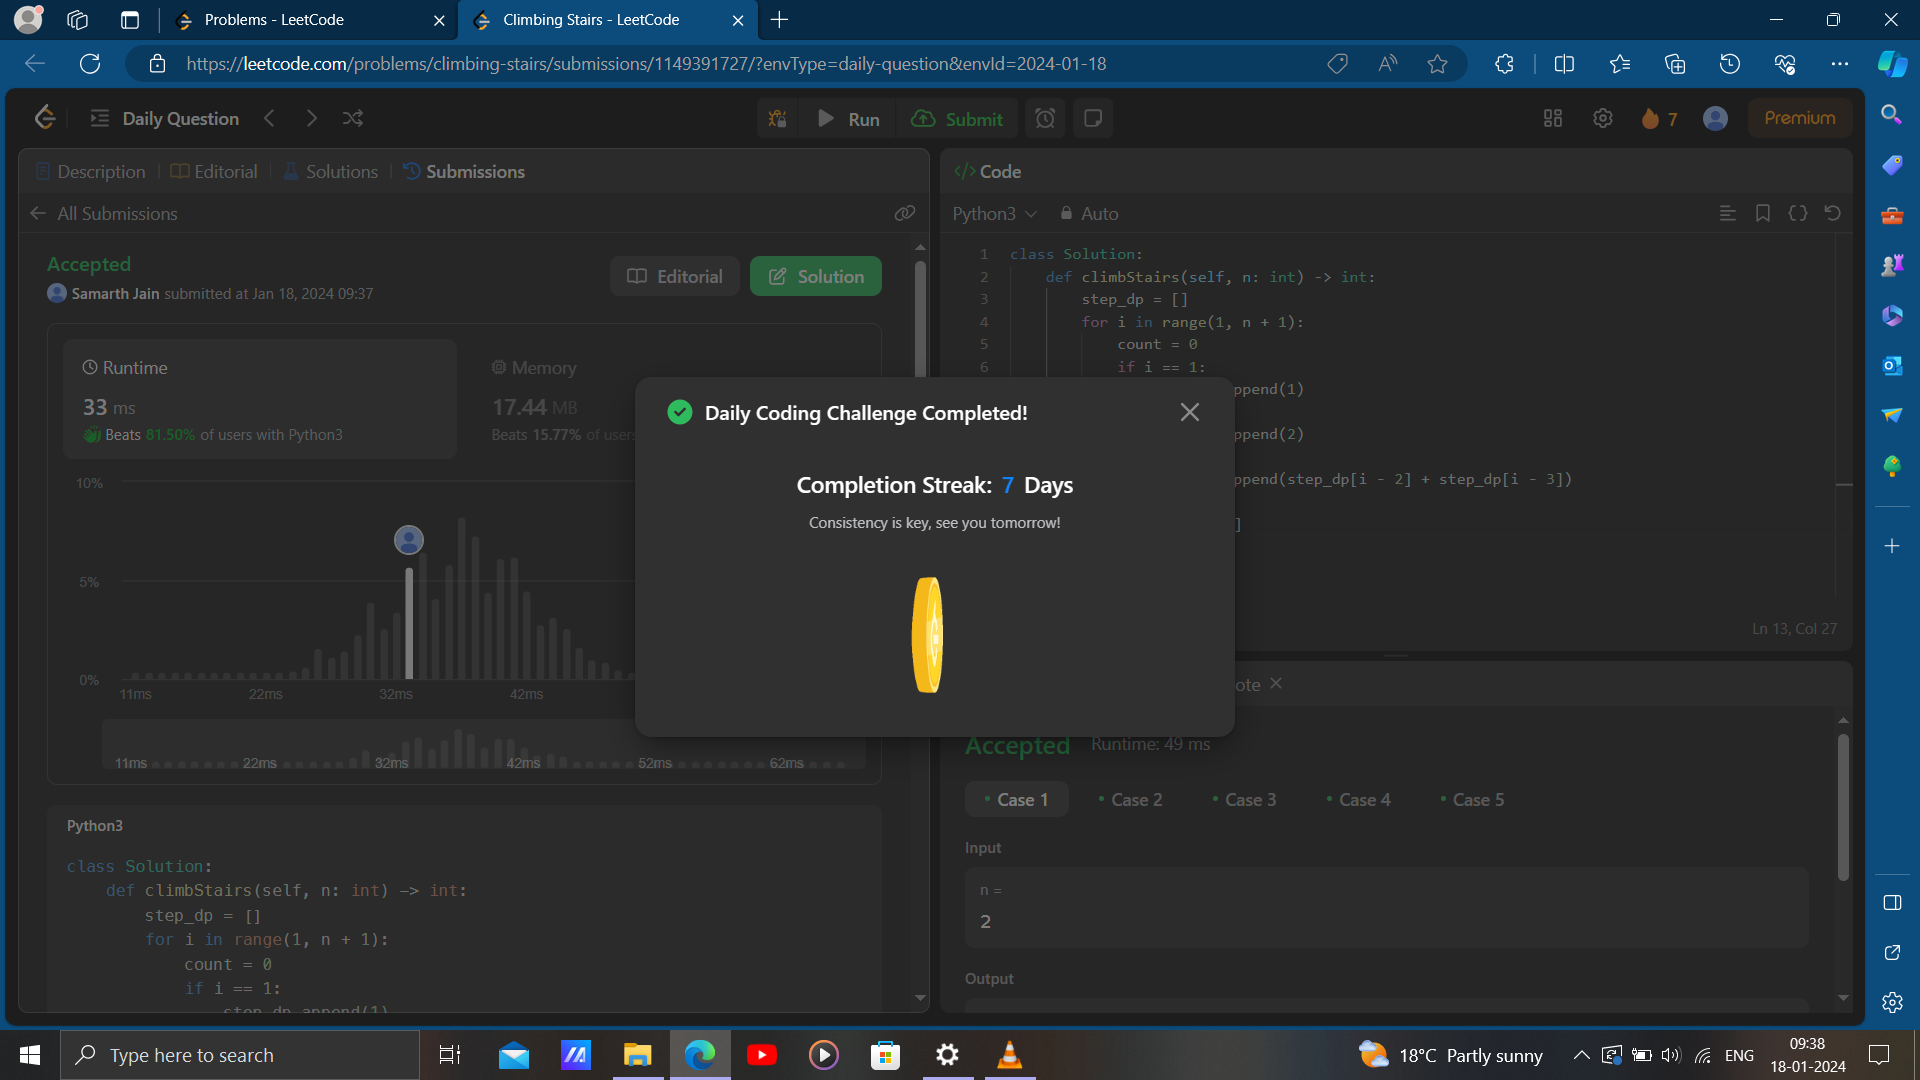 Problems - LeetCode
Climbing Stairs - LeetCode
https://leetcode.com/problems/climbing-stairs/submissions/1149391727/?envType=daily-question&envId=2024-01-18
Daily Question
Run
Submit
7
Premium
Description
Editorial
Solutions
Submissions
All Submissions
Accepted
Samarth Jain submitted at Jan 18, 2024 09:37
Editorial
Solution
Runtime
33 ms
Beats 81.50% of users with Python3
Memory
17.44 MB
Beats 15.77% of users
10%
5%
0%
11ms 22ms 32ms 42ms
11ms 22ms 32ms 42ms 52ms 62ms
Python3
class Solution:
    def climbStairs(self, n: int) -> int:
        step_dp = []
        for i in range(1, n + 1):
            count = 0
            if i == 1:
                step_dp.append(1)
</> Code
Python3
Auto
1 class Solution:
2     def climbStairs(self, n: int) -> int:
3         step_dp = []
4         for i in range(1, n + 1):
5             count = 0
6             if i == 1:
ppend(1)
ppend(2)
ppend(step_dp[i - 2] + step_dp[i - 3])
]
Ln 13, Col 27
Daily Coding Challenge Completed!
Completion Streak: 7 Days
Consistency is key, see you tomorrow!
ote
Accepted Runtime: 49 ms
Case 1
Case 2
Case 3
Case 4
Case 5
Input
n =
2
Output
Type here to search
18°C Partly sunny
ENG
09:38
18-01-2024